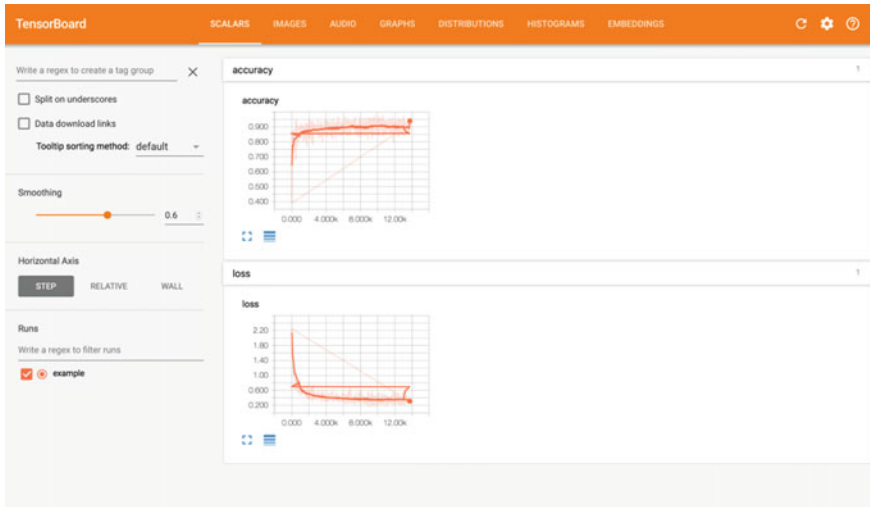 TensorBoard
SCALARS IMAGES AUDIO GRAPHS DISTRIBUTIONS HISTOGRAMS EMBEDDINGS
Write a regex to create a tag group
Split on underscores
Data download links
Tooltip sorting method: default
Smoothing
0.6
Horizontal Axis
STEP RELATIVE WALL
Runs
Write a regex to filter runs
example
accuracy 1
accuracy
0.900
0.800
0.700
0.600
0.500
0.400
0.000 4.000k 8.000k 12.00k
loss 1
loss
2.20
1.80
1.40
1.00
0.600
0.200
0.000 4.000k 8.000k 12.00k